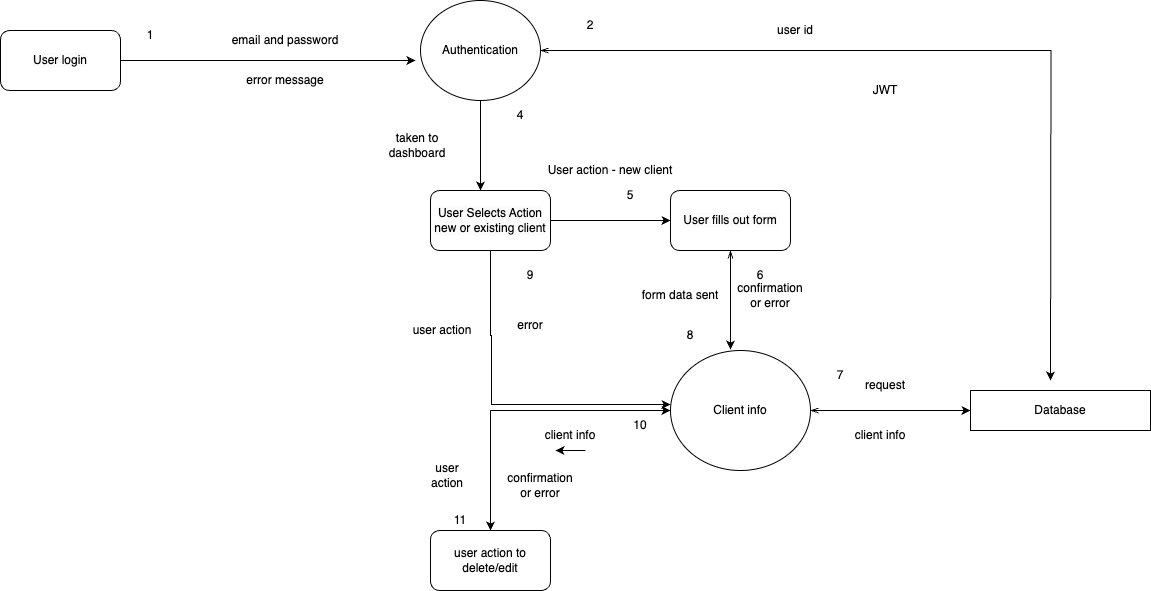 1
2
user id
email and password
User login
Authentication
error message
JWT
4
taken to
dashboard
User action - new client
5
User Selects Action
new or existing client
User fills out form
9
6
form data sent
confirmation
or error
user action
error
8
7
request
Client info
Database
10
client info
client info
user
action
confirmation
or error
11
user action to
delete/edit